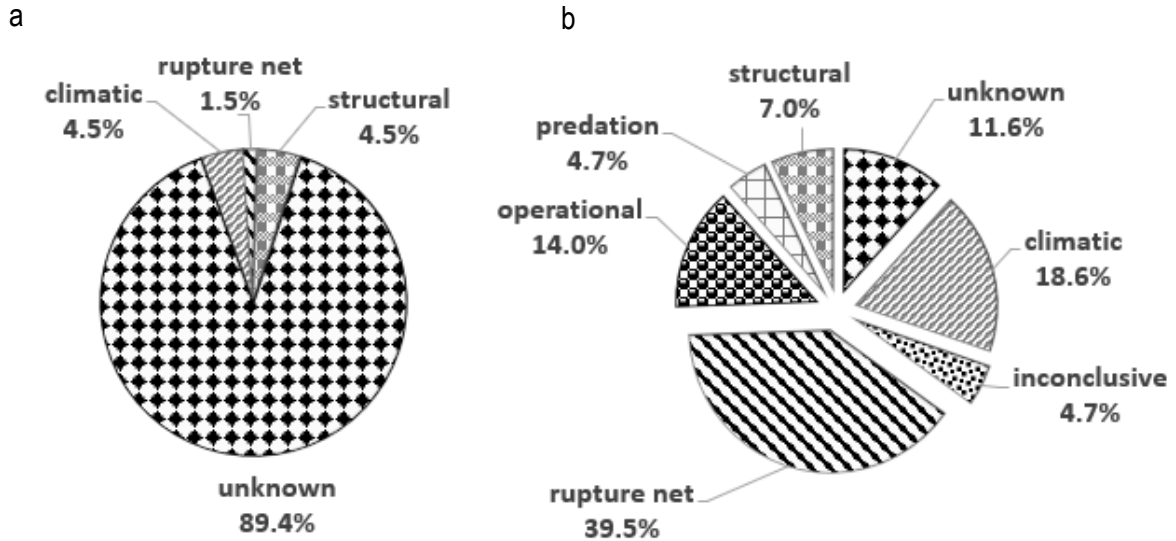 a
rupture net
1.5%
climatic
4.5%
structural
4.5%
unknown
89.4%
b
structural
7.0%
unknown
11.6%
predation
4.7%
operational
14.0%
climatic
18.6%
inconclusive
4.7%
rupture net
39.5%